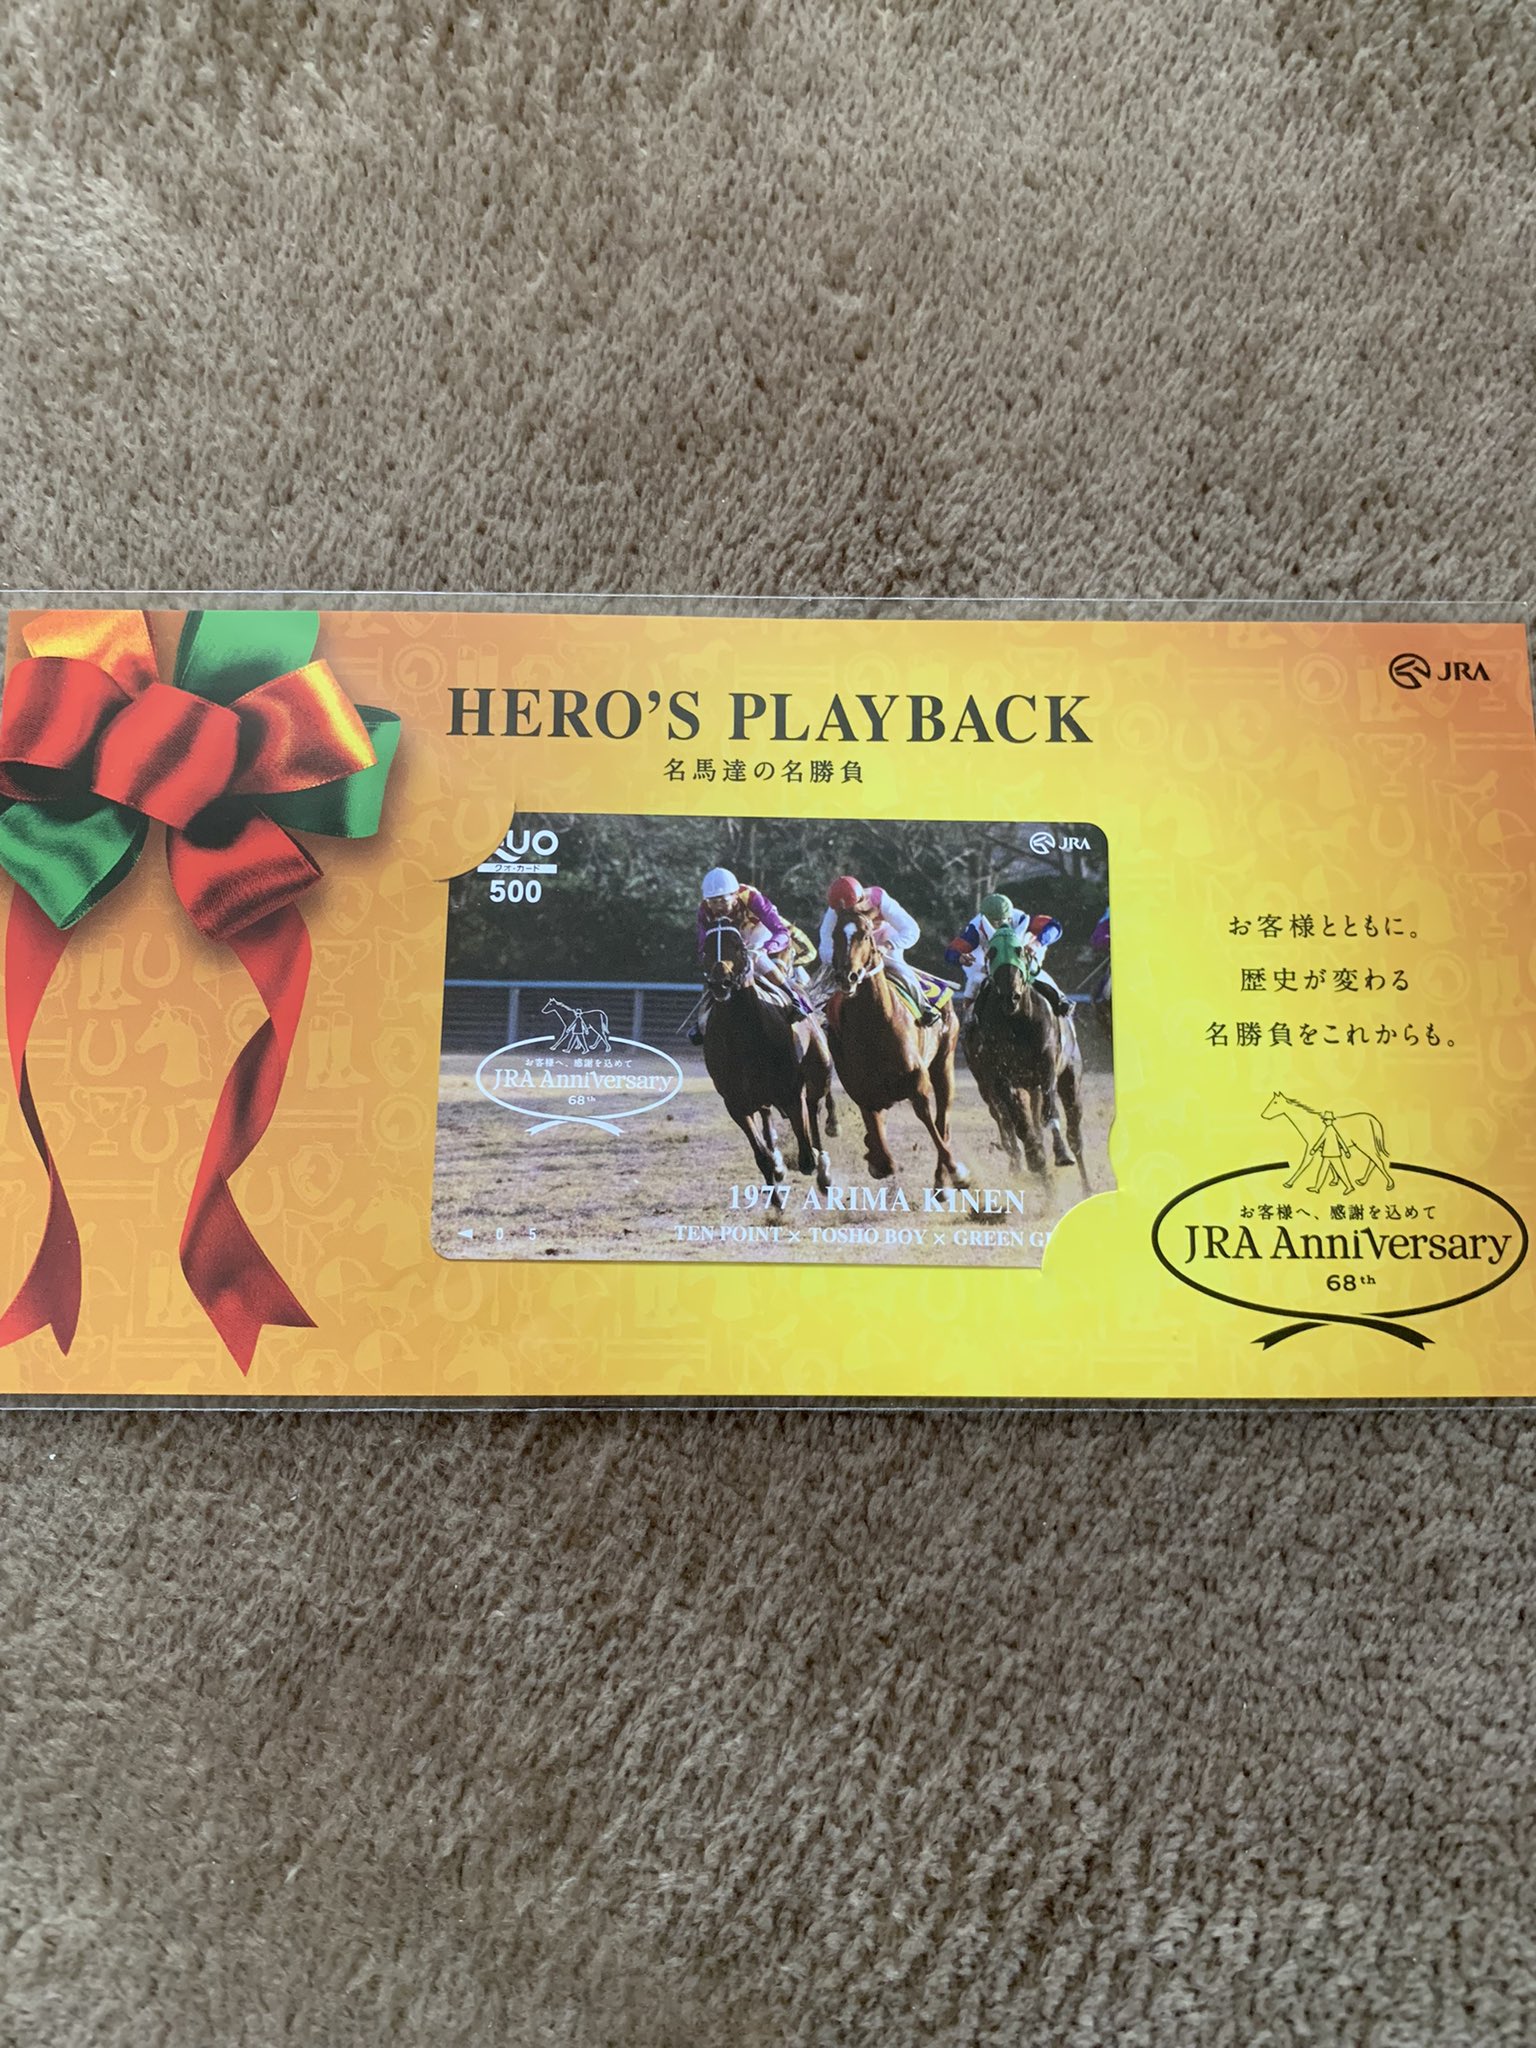 JRA
HERO'S PLAYBACK
名馬達の名勝負
QUO
クオ・カード
500
JRA
お客様へ、感謝を込めて
JRA Anniversary
68th
1977 ARIMA KINEN
TEN POINT × TOSHO BOY × GREEN
0 5
お客様とともに。
歴史が変わる
名勝負をこれからも。
お客様へ、感謝を込めて
JRA Anniversary
68th